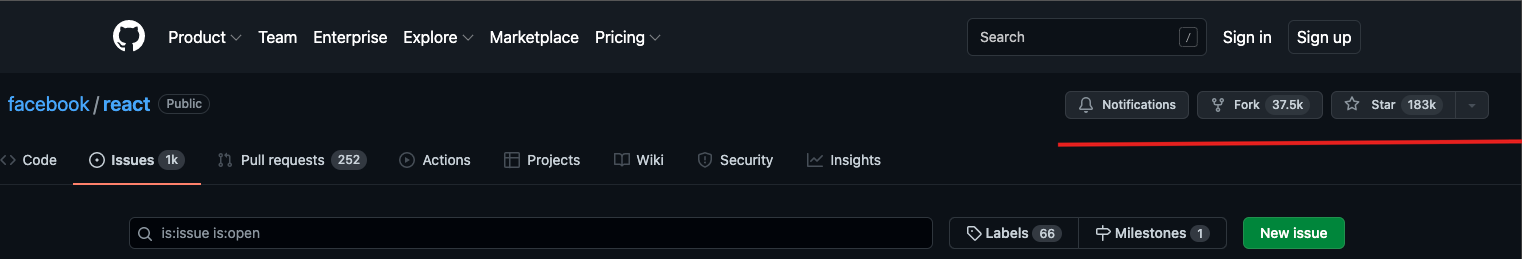 Product Team Enterprise Explore Marketplace Pricing Search / Sign in Sign up
facebook / react Public Notifications Fork 37.5k Star 183k
Code Issues 1k Pull requests 252 Actions Projects Wiki Security Insights
is:issue is:open Labels 66 Milestones 1 New issue